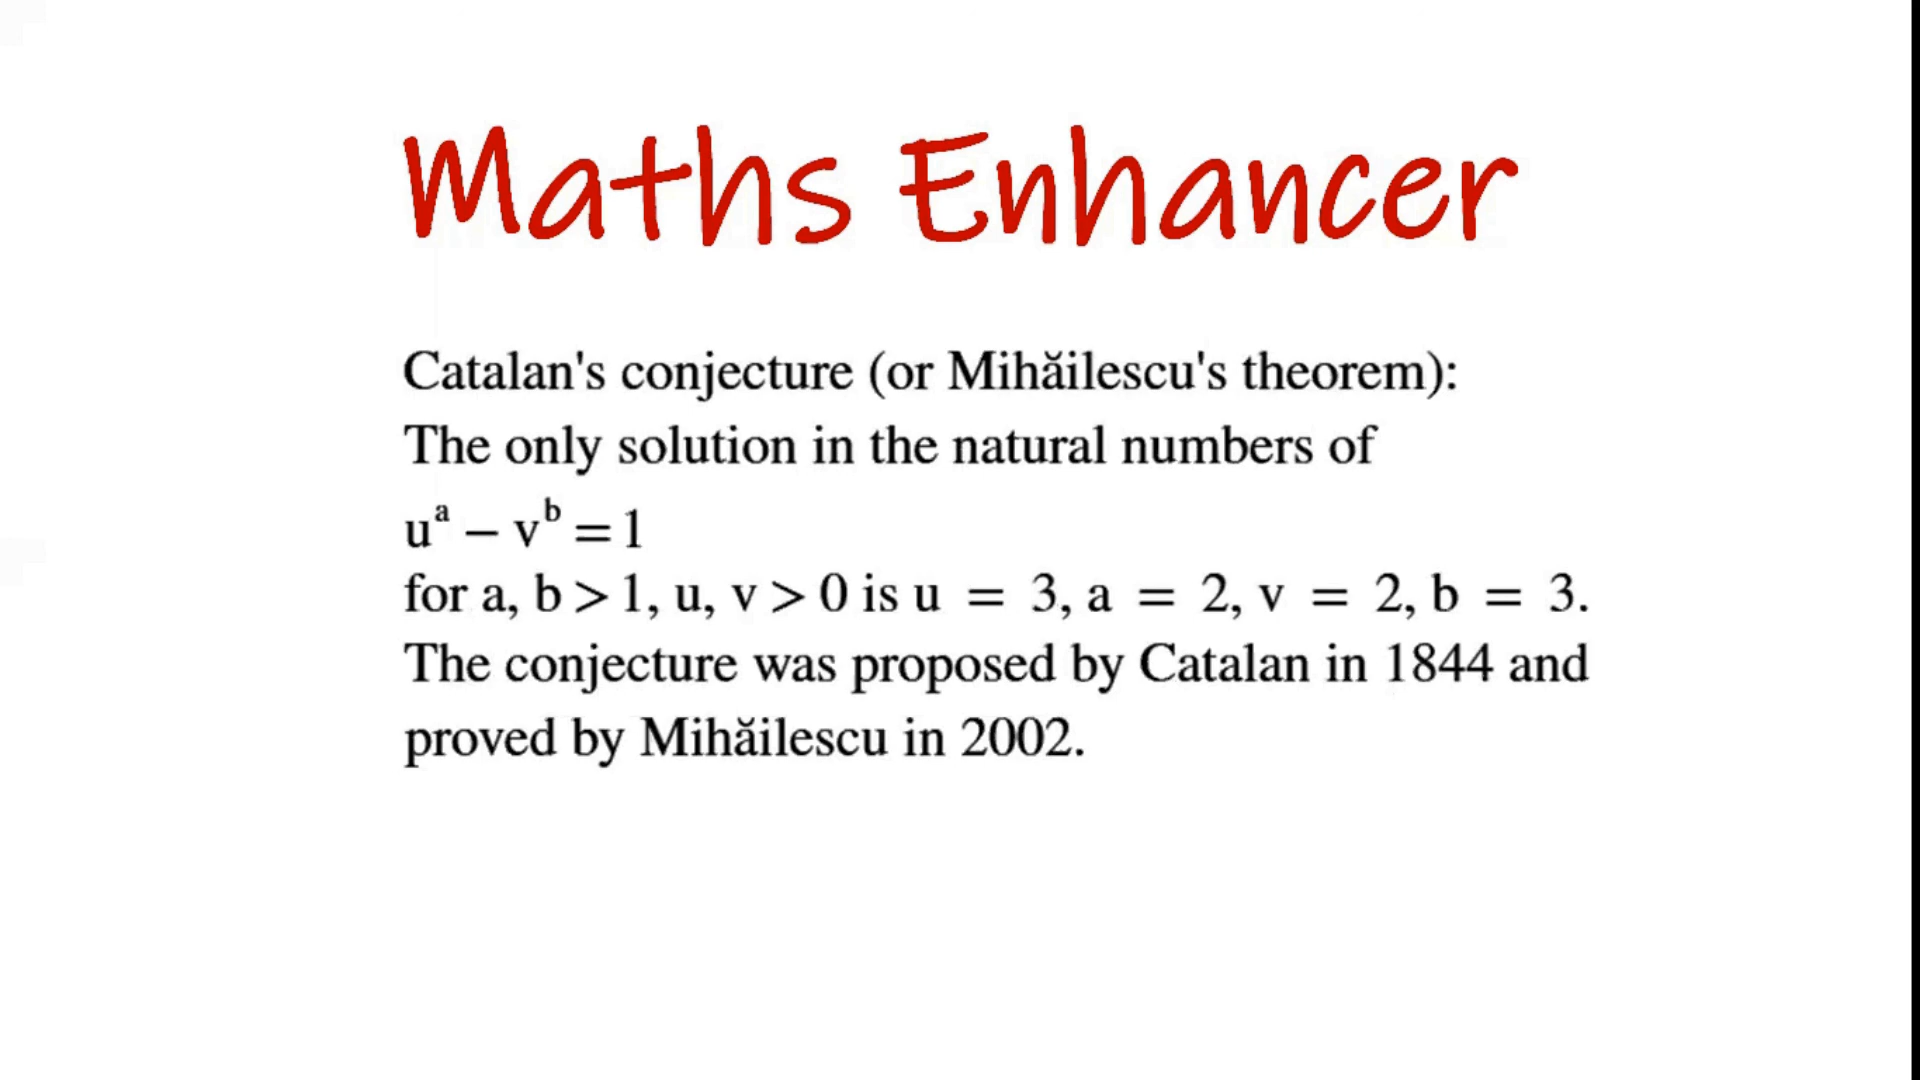 Maths Enhancer
Catalan's conjecture (or Mihăilescu's theorem):
The only solution in the natural numbers of
uᵃ − vᵇ = 1
for a, b > 1, u, v > 0 is u = 3, a = 2, v = 2, b = 3.
The conjecture was proposed by Catalan in 1844 and
proved by Mihăilescu in 2002.